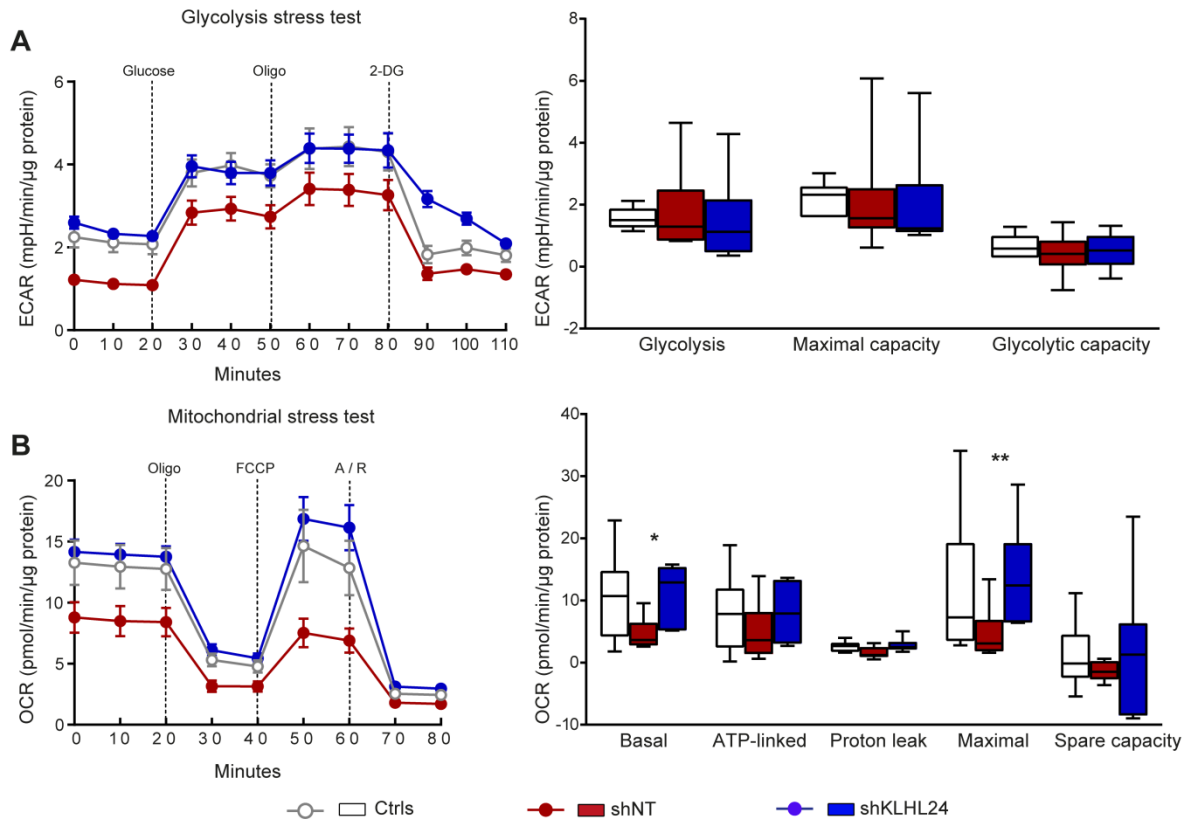 Glycolysis stress test
A
Glucose
Oligo
2-DG
ECAR (mpH/min/µg protein)
6
4
2
0
0 10 20 30 40 50 60 70 80 90 100 110
Minutes
ECAR (mpH/min/µg protein)
8
6
4
2
0
-2
Glycolysis Maximal capacity Glycolytic capacity
Mitochondrial stress test
B
Oligo
FCCP
A / R
OCR (pmol/min/µg protein)
20
15
10
5
0
0 10 20 30 40 50 60 70 80
Minutes
OCR (pmol/min/µg protein)
40
30
20
10
0
-10
*
**
Basal ATP-linked Proton leak Maximal Spare capacity
Ctrls shNT shKLHL24